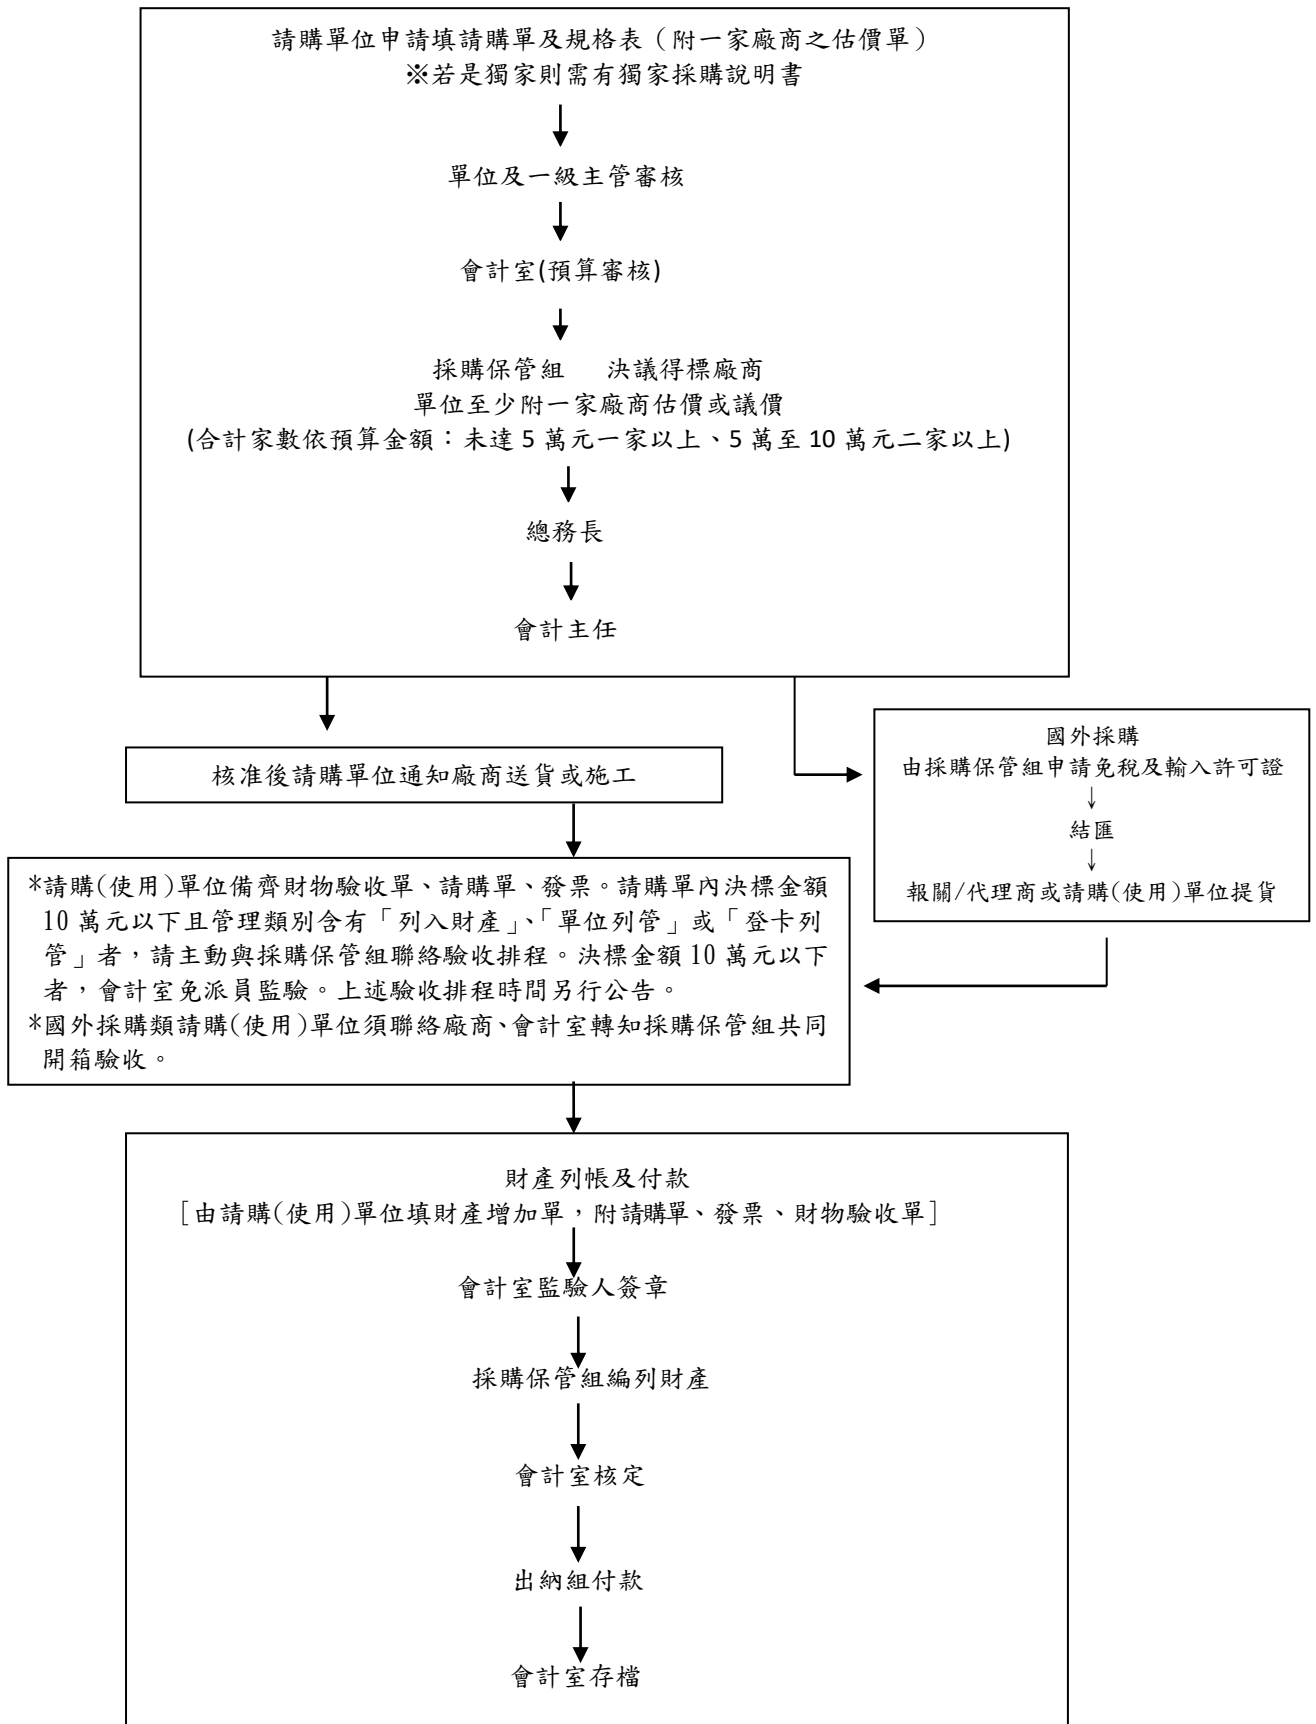 請購單位申請填請購單及規格表（附一家廠商之估價單）
※若是獨家則需有獨家採購說明書
單位及一級主管審核
會計室(預算審核)
採購保管組　決議得標廠商
單位至少附一家廠商估價或議價
(合計家數依預算金額：未達 5 萬元一家以上、5 萬至 10 萬元二家以上)
總務長
會計主任
核准後請購單位通知廠商送貨或施工
國外採購
由採購保管組申請免稅及輸入許可證
↓
結匯
↓
報關/代理商或請購(使用)單位提貨
*請購(使用)單位備齊財物驗收單、請購單、發票。請購單內決標金額
10 萬元以下且管理類別含有「列入財產」、「單位列管」或「登卡列
管」者，請主動與採購保管組聯絡驗收排程。決標金額 10 萬元以下
者，會計室免派員監驗。上述驗收排程時間另行公告。
*國外採購類請購(使用)單位須聯絡廠商、會計室轉知採購保管組共同
開箱驗收。
財產列帳及付款
［由請購(使用)單位填財產增加單，附請購單、發票、財物驗收單］
會計室監驗人簽章
採購保管組編列財產
會計室核定
出納組付款
會計室存檔